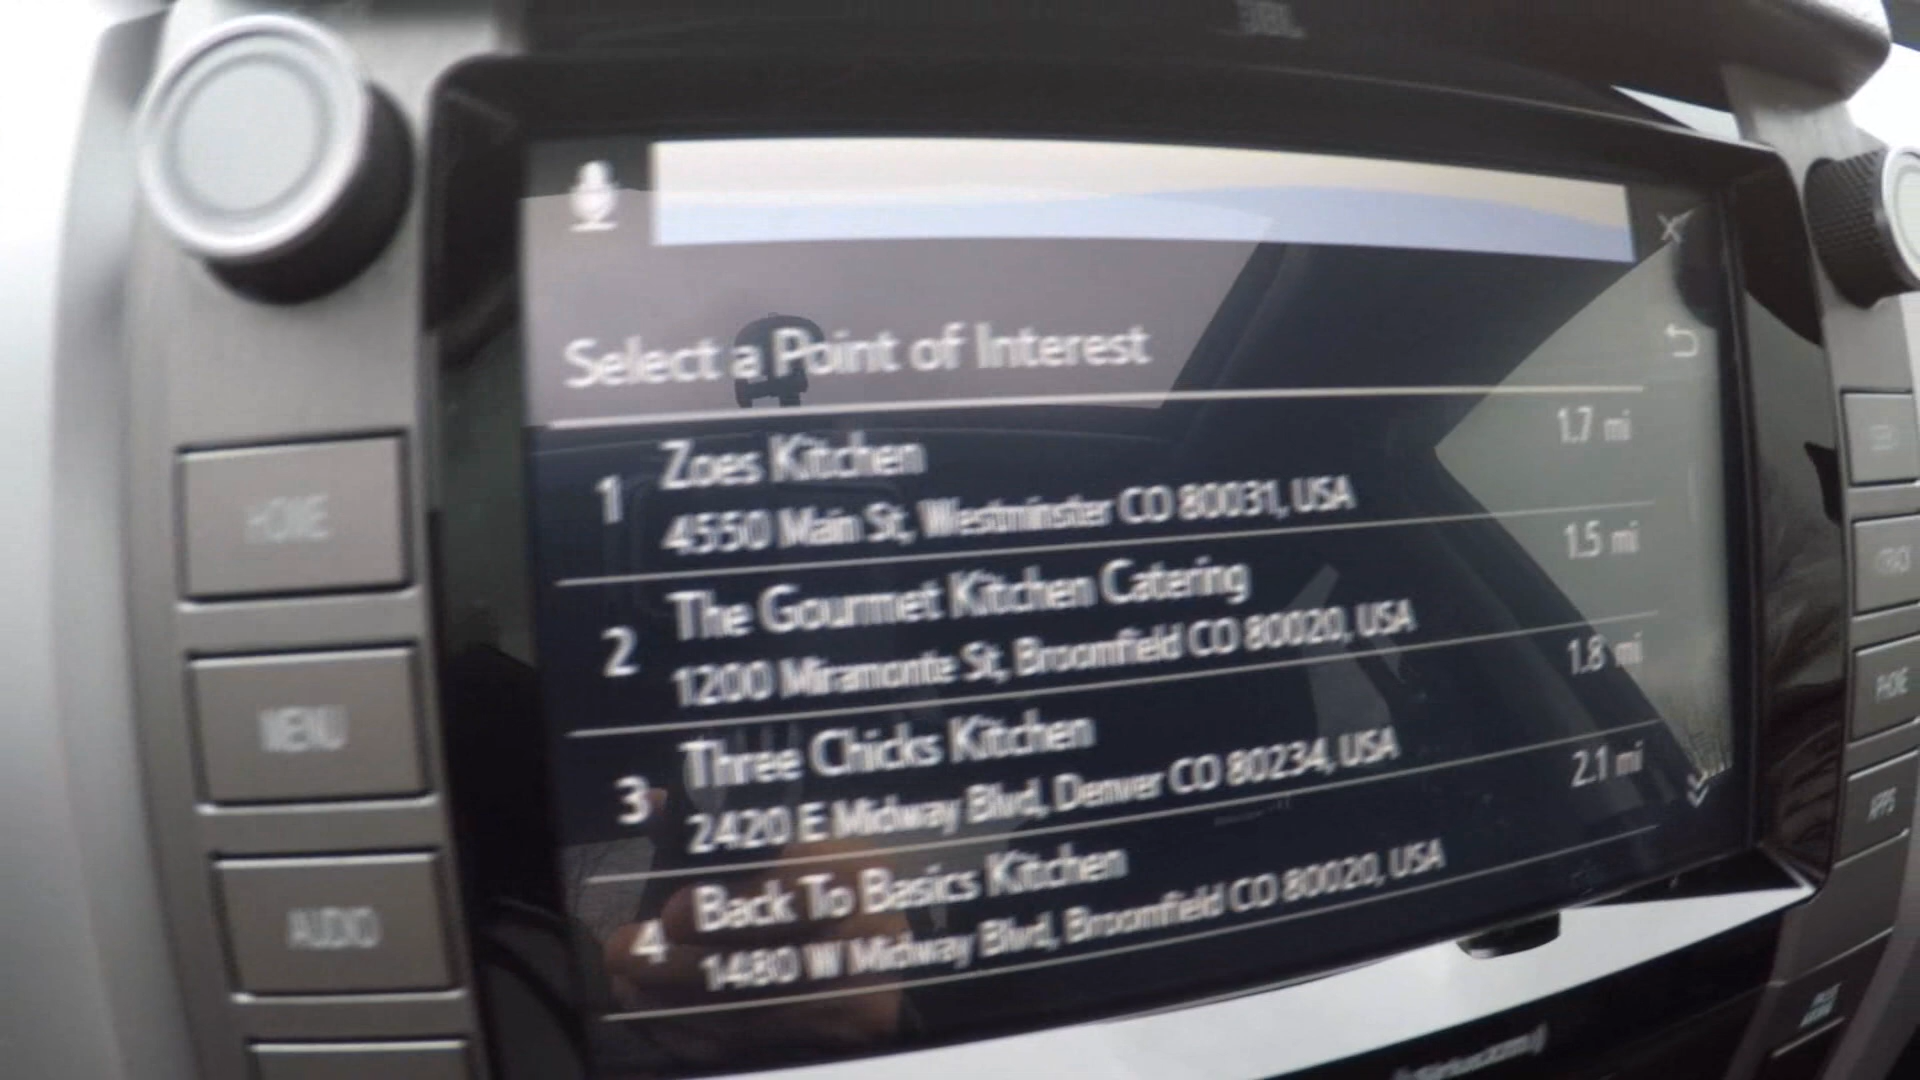 JBL
Select a Point of Interest
1 Zoes Kitchen 1.7 mi
4550 Main St, Westminster CO 80031, USA
2 The Gourmet Kitchen Catering 1.5 mi
1200 Miramonte St, Broomfield CO 80020, USA
3 Three Chicks Kitchen 1.8 mi
2420 E Midway Blvd, Denver CO 80234, USA
4 Back To Basics Kitchen 2.1 mi
1480 W Midway Blvd, Broomfield CO 80020, USA
HOME
MENU
AUDIO
TRACK
PHONE
APPS